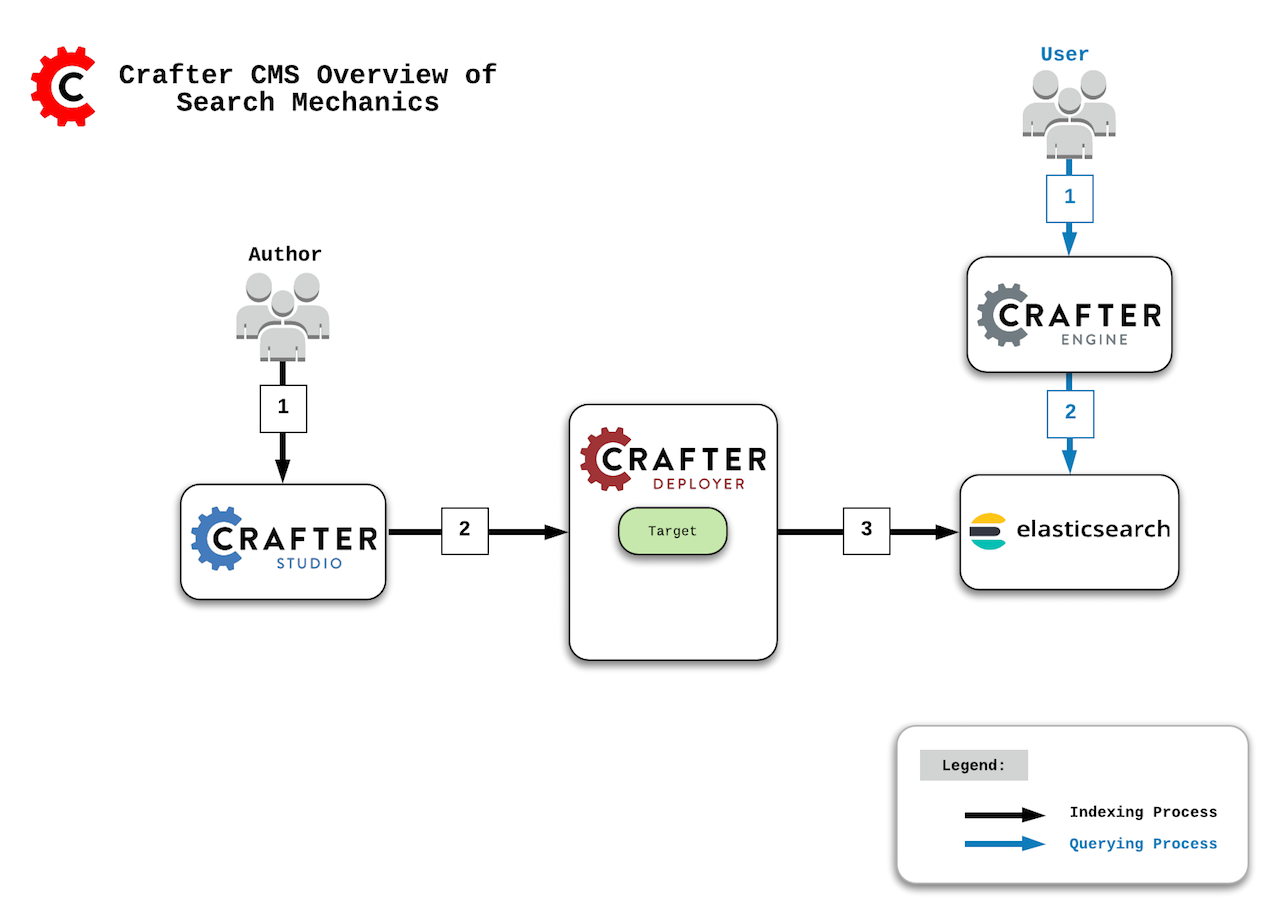 Crafter CMS Overview of
Search Mechanics
User
1
CRAFTER
ENGINE
2
Author
1
CRAFTER
STUDIO
2
CRAFTER
DEPLOYER
Target
3
elasticsearch
Legend:
Indexing Process
Querying Process